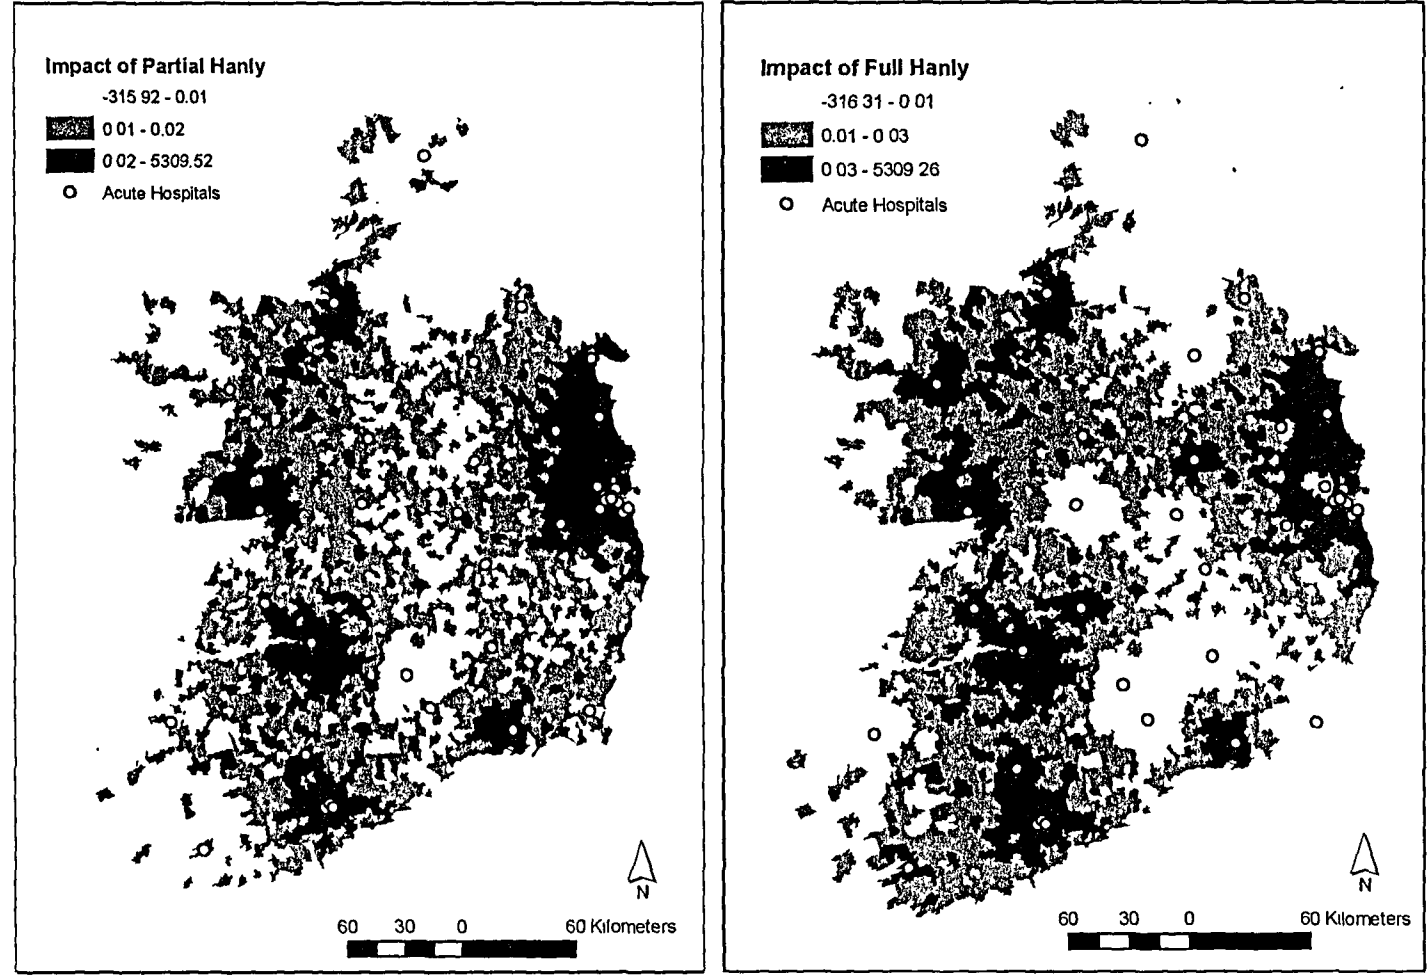 Impact of Partial Hanly
-315 92 - 0.01
0 01 - 0.02
0 02 - 5309.52
Acute Hospitals
N
60 30 0 60 Kilometers
Impact of Full Hanly
-316 31 - 0 01
0.01 - 0 03
0 03 - 5309 26
Acute Hospitals
N
60 30 0 60 Kilometers